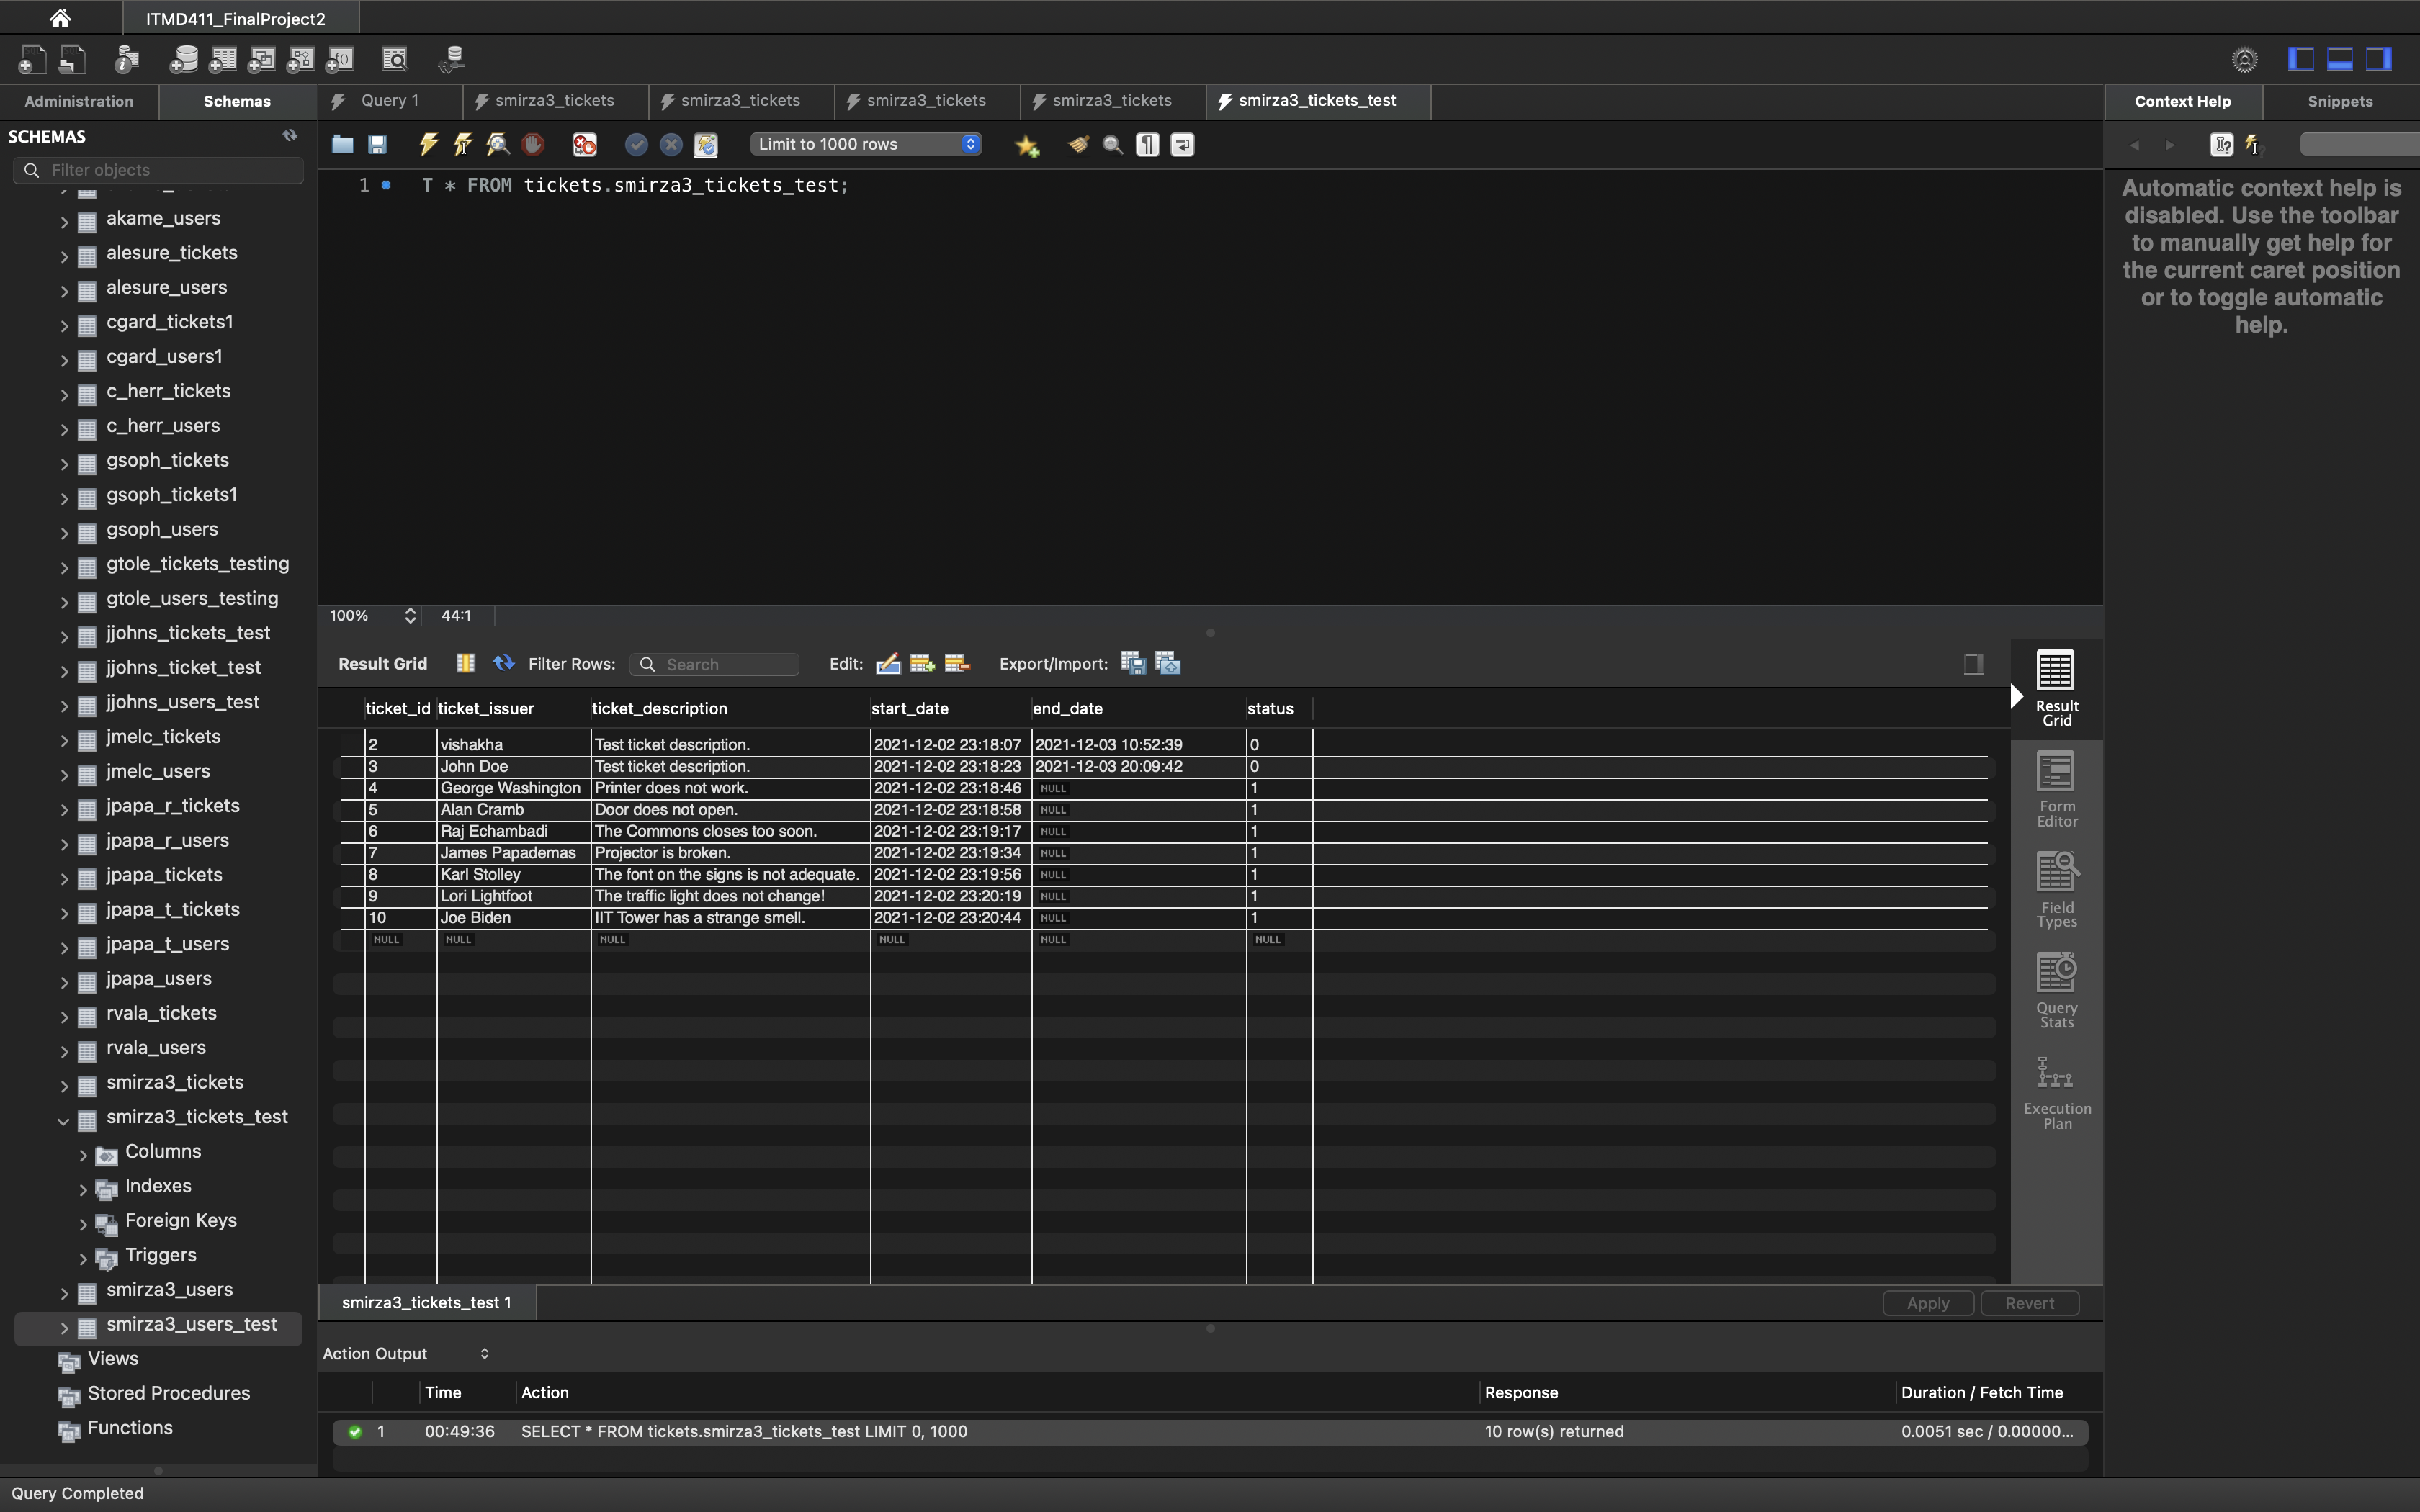 ITMD411_FinalProject2
Administration
Schemas
Query 1
smirza3_tickets
smirza3_tickets
smirza3_tickets
smirza3_tickets
smirza3_tickets_test
Context Help
Snippets
SCHEMAS
Filter objects
akame_users
alesure_tickets
alesure_users
cgard_tickets1
cgard_users1
c_herr_tickets
c_herr_users
gsoph_tickets
gsoph_tickets1
gsoph_users
gtole_tickets_testing
gtole_users_testing
jjohns_tickets_test
jjohns_ticket_test
jjohns_users_test
jmelc_tickets
jmelc_users
jpapa_r_tickets
jpapa_r_users
jpapa_tickets
jpapa_t_tickets
jpapa_t_users
jpapa_users
rvala_tickets
rvala_users
smirza3_tickets
smirza3_tickets_test
Columns
Indexes
Foreign Keys
Triggers
smirza3_users
smirza3_users_test
Views
Stored Procedures
Functions
Limit to 1000 rows
1 T * FROM tickets.smirza3_tickets_test;
Automatic context help is
disabled. Use the toolbar
to manually get help for
the current caret position
or to toggle automatic
help.
100% 44:1
Result Grid Filter Rows: Search Edit: Export/Import:
ticket_id ticket_issuer ticket_description start_date end_date status
2 vishakha Test ticket description. 2021-12-02 23:18:07 2021-12-03 10:52:39 0
3 John Doe Test ticket description. 2021-12-02 23:18:23 2021-12-03 20:09:42 0
4 George Washington Printer does not work. 2021-12-02 23:18:46 NULL 1
5 Alan Cramb Door does not open. 2021-12-02 23:18:58 NULL 1
6 Raj Echambadi The Commons closes too soon. 2021-12-02 23:19:17 NULL 1
7 James Papademas Projector is broken. 2021-12-02 23:19:34 NULL 1
8 Karl Stolley The font on the signs is not adequate. 2021-12-02 23:19:56 NULL 1
9 Lori Lightfoot The traffic light does not change! 2021-12-02 23:20:19 NULL 1
10 Joe Biden IIT Tower has a strange smell. 2021-12-02 23:20:44 NULL 1
NULL NULL NULL NULL NULL NULL
Result
Grid
Form
Editor
Field
Types
Query
Stats
Execution
Plan
smirza3_tickets_test 1
Apply
Revert
Action Output
Time Action Response Duration / Fetch Time
1 00:49:36 SELECT * FROM tickets.smirza3_tickets_test LIMIT 0, 1000 10 row(s) returned 0.0051 sec / 0.00000...
Query Completed